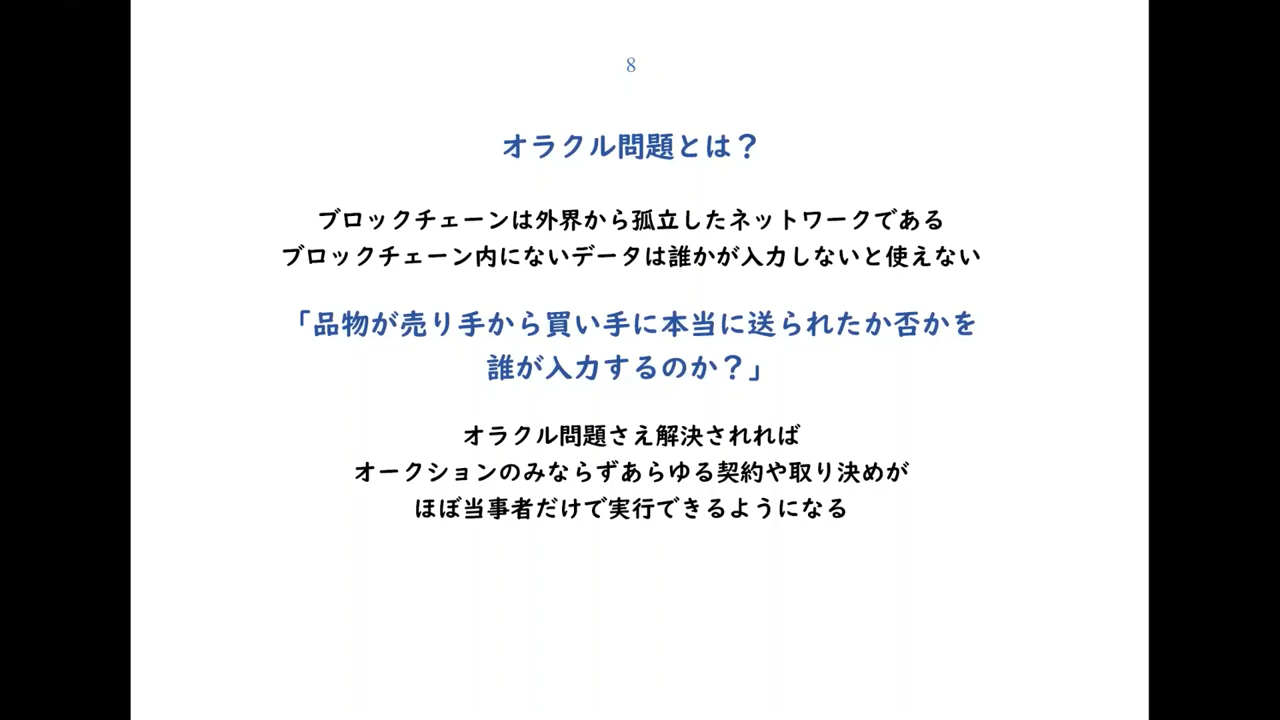 8
オラクル問題とは？
ブロックチェーンは外界から孤立したネットワークである
ブロックチェーン内にないデータは誰かが入力しないと使えない
「品物が売り手から買い手に本当に送られたか否かを
誰が入力するのか？」
オラクル問題さえ解決されれば
オークションのみならずあらゆる契約や取り決めが
ほぼ当事者だけで実行できるようになる